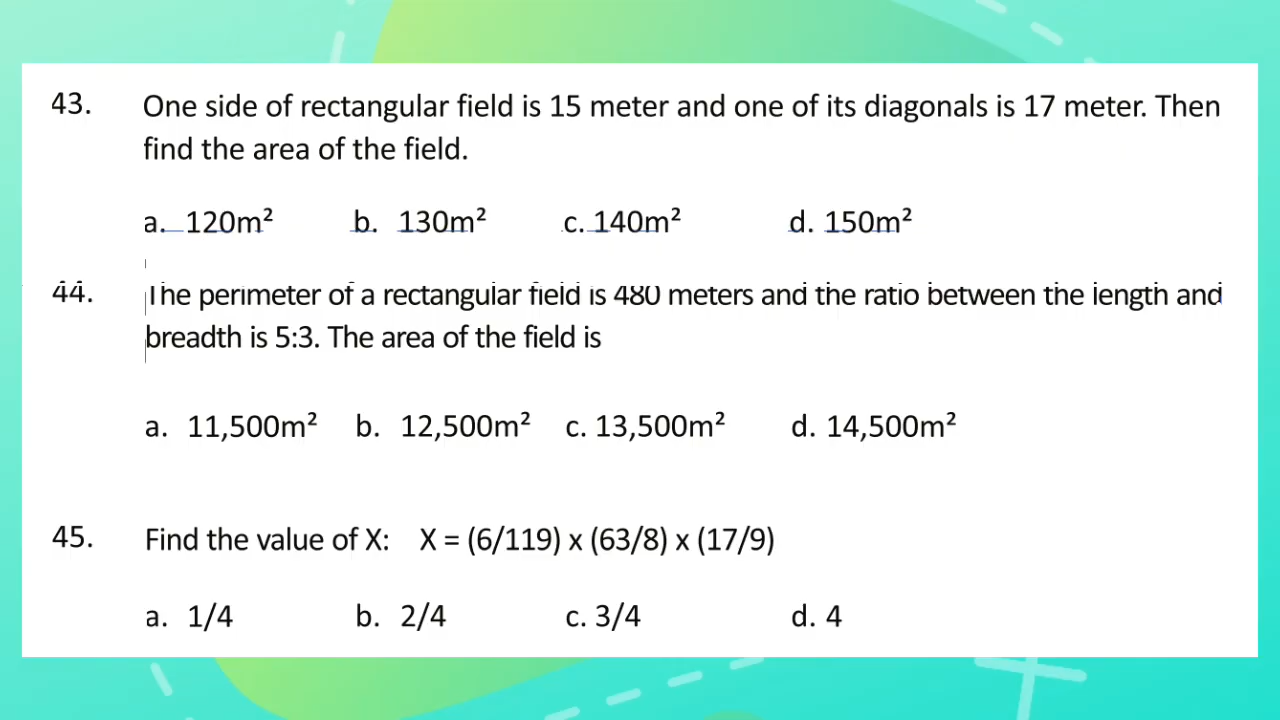 43. One side of rectangular field is 15 meter and one of its diagonals is 17 meter. Then
find the area of the field.
a. 120m² b. 130m² c. 140m² d. 150m²
44. The perimeter of a rectangular field is 480 meters and the ratio between the length and
breadth is 5:3. The area of the field is
a. 11,500m² b. 12,500m² c. 13,500m² d. 14,500m²
45. Find the value of X: X = (6/119) x (63/8) x (17/9)
a. 1/4 b. 2/4 c. 3/4 d. 4